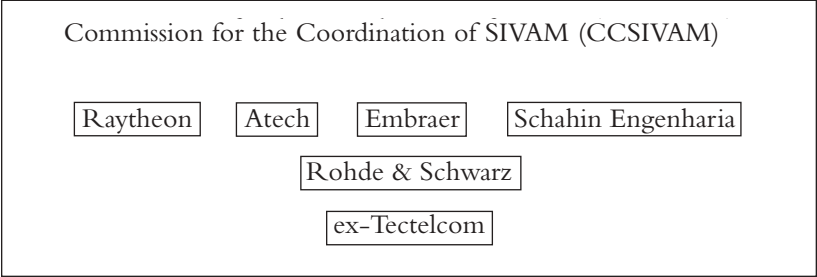 Commission for the Coordination of SIVAM (CCSIVAM)
Raytheon Atech Embraer Schahin Engenharia
Rohde & Schwarz
ex-Tectelcom